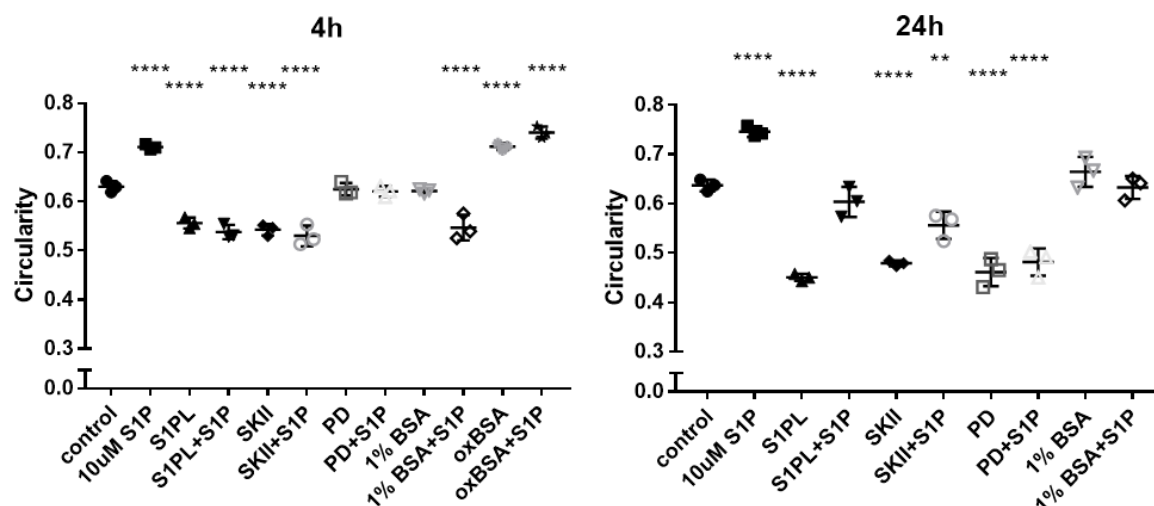 4h
**** **** **** **** ****
**** **** ****
Circularity
0.8
0.7
0.6
0.5
0.4
0.3
0.0
control
10uM S1P
S1PL
S1PL+S1P
SKII
SKII+S1P
PD
PD+S1P
1% BSA
1% BSA+S1P
oxBSA
oxBSA+S1P
24h
**** ** ****
**** **** ****
Circularity
0.8
0.7
0.6
0.5
0.4
0.3
0.0
control
10uM S1P
S1PL
S1PL+S1P
SKII
SKII+S1P
PD
PD+S1P
1% BSA
1% BSA+S1P